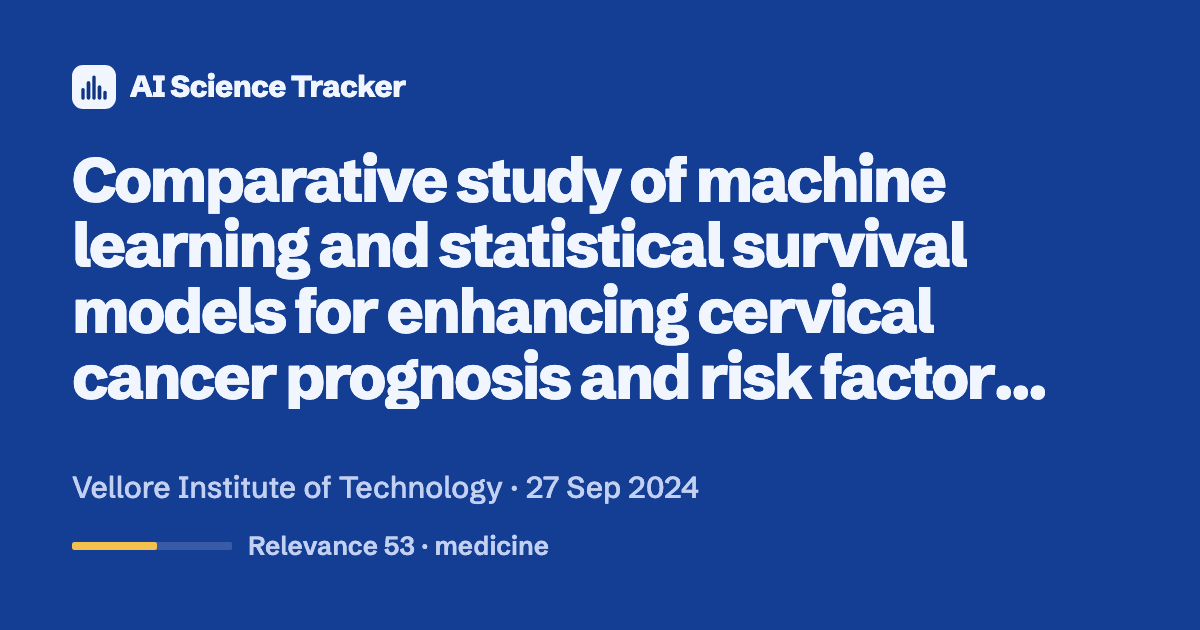 AI Science Tracker
Comparative study of machine
learning and statistical survival
models for enhancing cervical
cancer prognosis and risk factor...
Vellore Institute of Technology · 27 Sep 2024
Relevance 53 · medicine